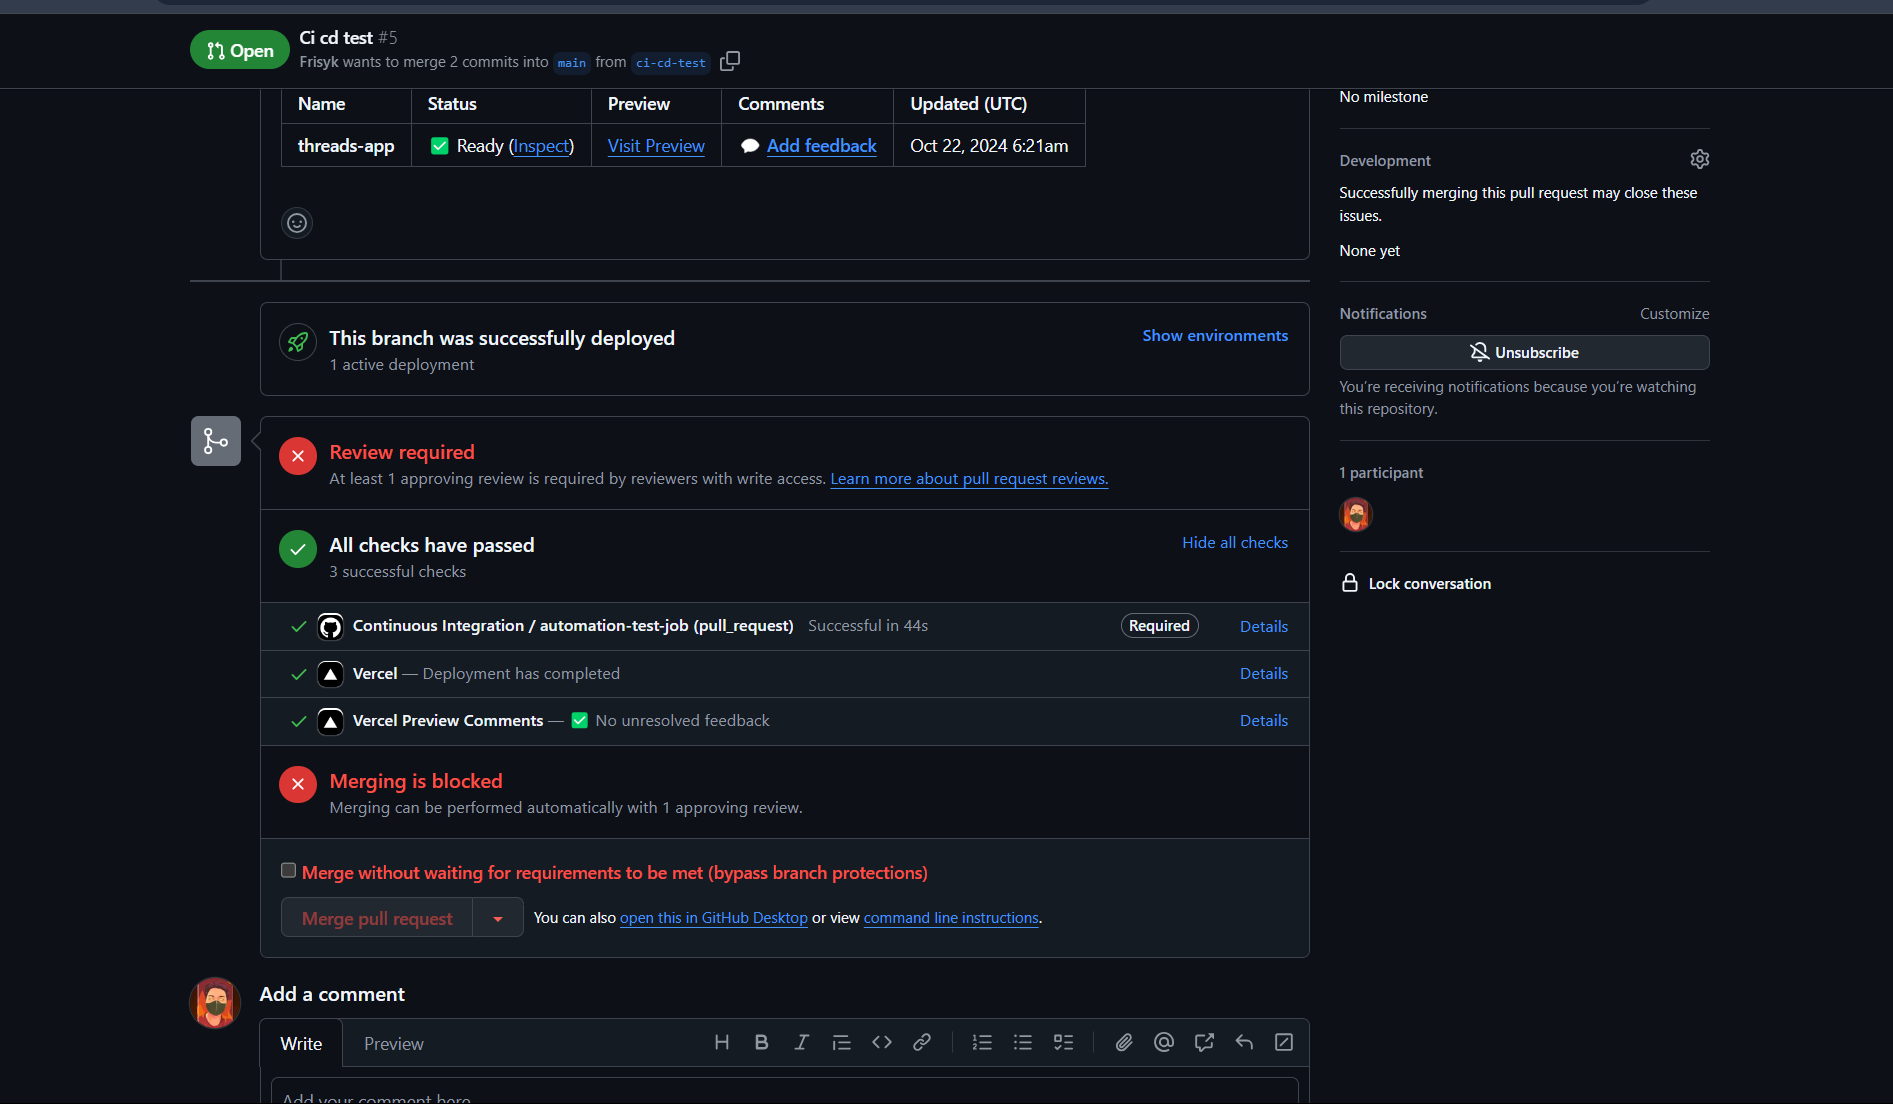 Open
Ci cd test #5
Frisyk wants to merge 2 commits into main from ci-cd-test
Name Status Preview Comments Updated (UTC)
threads-app Ready (Inspect) Visit Preview Add feedback Oct 22, 2024 6:21am
This branch was successfully deployed
1 active deployment
Show environments
Review required
At least 1 approving review is required by reviewers with write access. Learn more about pull request reviews.
All checks have passed
3 successful checks
Hide all checks
Continuous Integration / automation-test-job (pull_request) Successful in 44s Required Details
Vercel — Deployment has completed Details
Vercel Preview Comments — No unresolved feedback Details
Merging is blocked
Merging can be performed automatically with 1 approving review.
Merge without waiting for requirements to be met (bypass branch protections)
Merge pull request You can also open this in GitHub Desktop or view command line instructions.
Add a comment
Write Preview
Add your comment here
No milestone
Development
Successfully merging this pull request may close these
issues.
None yet
Notifications Customize
Unsubscribe
You're receiving notifications because you're watching
this repository.
1 participant
Lock conversation